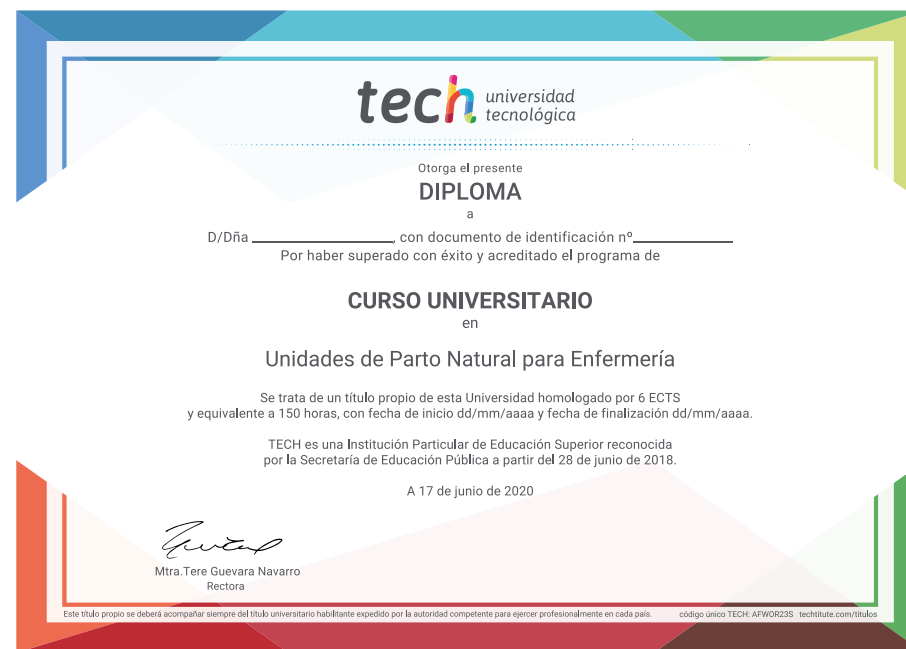 tech universidad
tecnológica
Otorga el presente
DIPLOMA
a
D/Dña ____________________, con documento de identificación nº______________
Por haber superado con éxito y acreditado el programa de
CURSO UNIVERSITARIO
en
Unidades de Parto Natural para Enfermería
Se trata de un título propio de esta Universidad homologado por 6 ECTS
y equivalente a 150 horas, con fecha de inicio dd/mm/aaaa y fecha de finalización dd/mm/aaaa.
TECH es una Institución Particular de Educación Superior reconocida
por la Secretaría de Educación Pública a partir del 28 de junio de 2018.
A 17 de junio de 2020
Mtra.Tere Guevara Navarro
Rectora
Este título propio se deberá acompañar siempre del título universitario habilitante expedido por la autoridad competente para ejercer profesionalmente en cada país. código único TECH: AFWOR23S techtitute.com/titulos